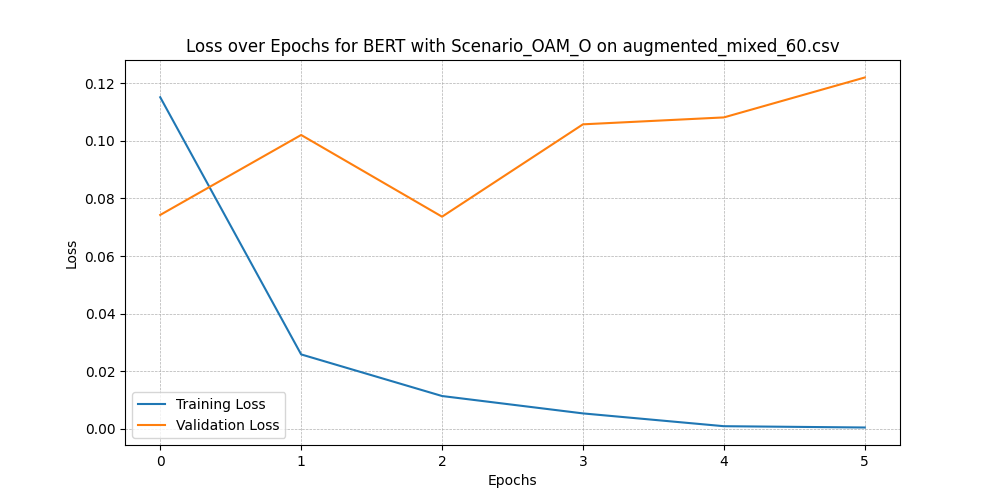 Loss over Epochs for BERT with Scenario_OAM_O on augmented_mixed_60.csv
Loss
0.12
0.10
0.08
0.06
0.04
0.02
0.00
Training Loss
Validation Loss
0 1 2 3 4 5
Epochs